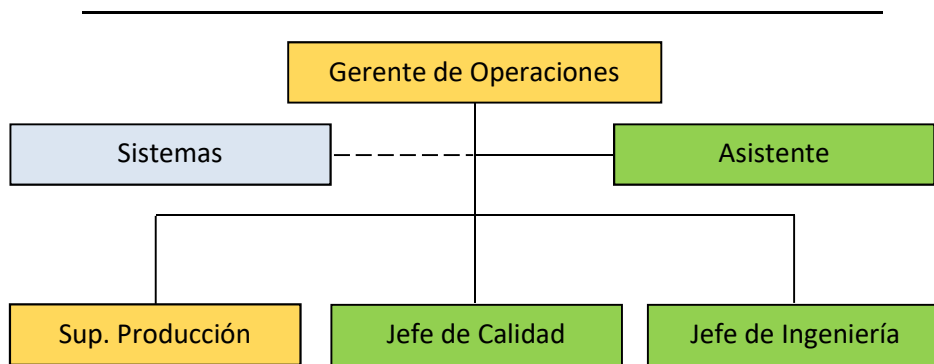 Gerente de Operaciones
Sistemas
Asistente
Sup. Producción
Jefe de Calidad
Jefe de Ingeniería